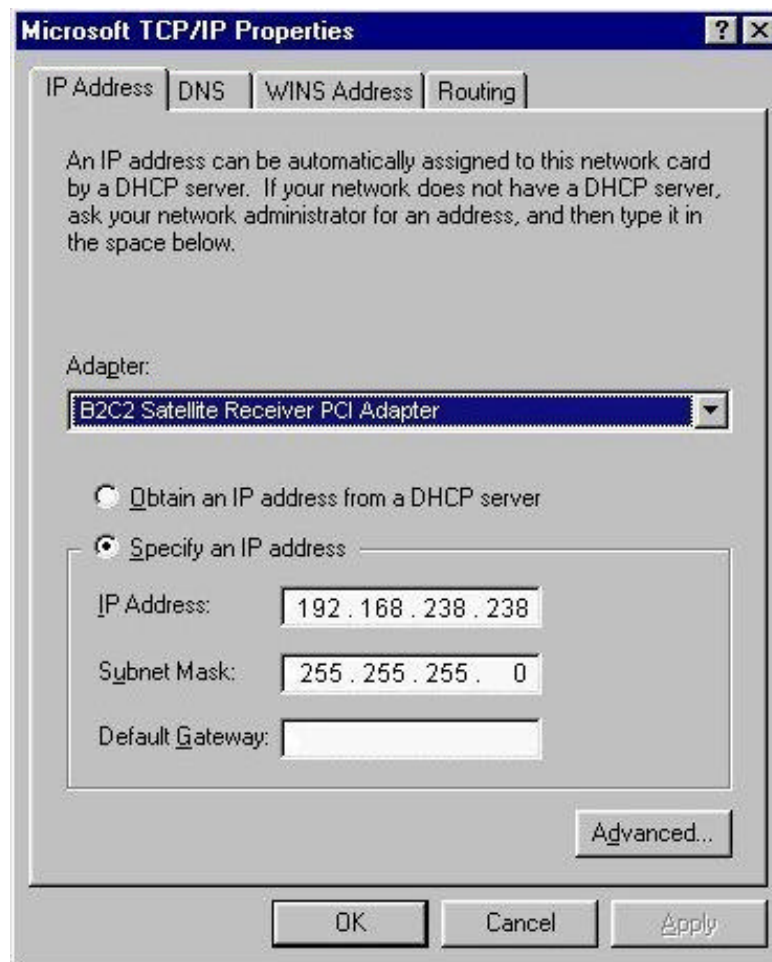 Microsoft TCP/IP Properties
IP Address DNS WINS Address Routing
An IP address can be automatically assigned to this network card
by a DHCP server. If your network does not have a DHCP server,
ask your network administrator for an address, and then type it in
the space below.
Adapter:
B2C2 Satellite Receiver PCI Adapter
Obtain an IP address from a DHCP server
Specify an IP address
IP Address: 192 . 168 . 238 . 238
Subnet Mask: 255 . 255 . 255 . 0
Default Gateway:
Advanced...
OK Cancel Apply